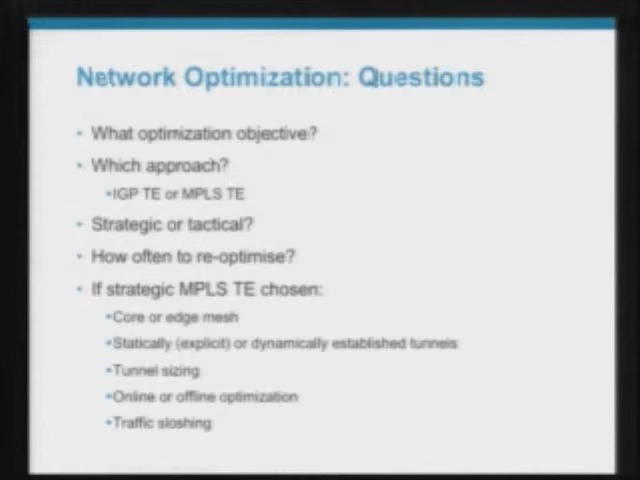 Network Optimization: Questions
• What optimization objective?
• Which approach?
•IGP TE or MPLS TE
• Strategic or tactical?
• How often to re-optimise?
• If strategic MPLS TE chosen:
•Core or edge mesh
•Statically (explicit) or dynamically established tunnels
•Tunnel sizing
•Online or offline optimization
•Traffic sloshing